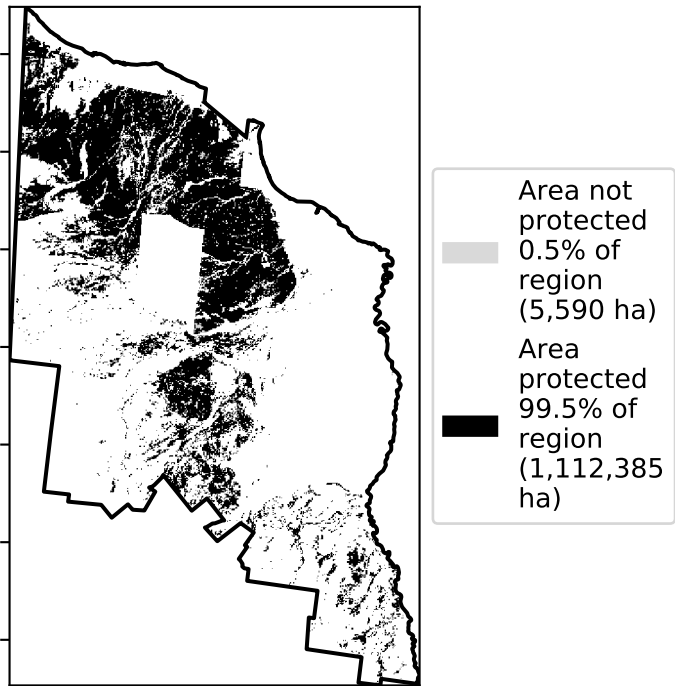 Area not
protected
0.5% of
region
(5,590 ha)
Area
protected
99.5% of
region
(1,112,385
ha)